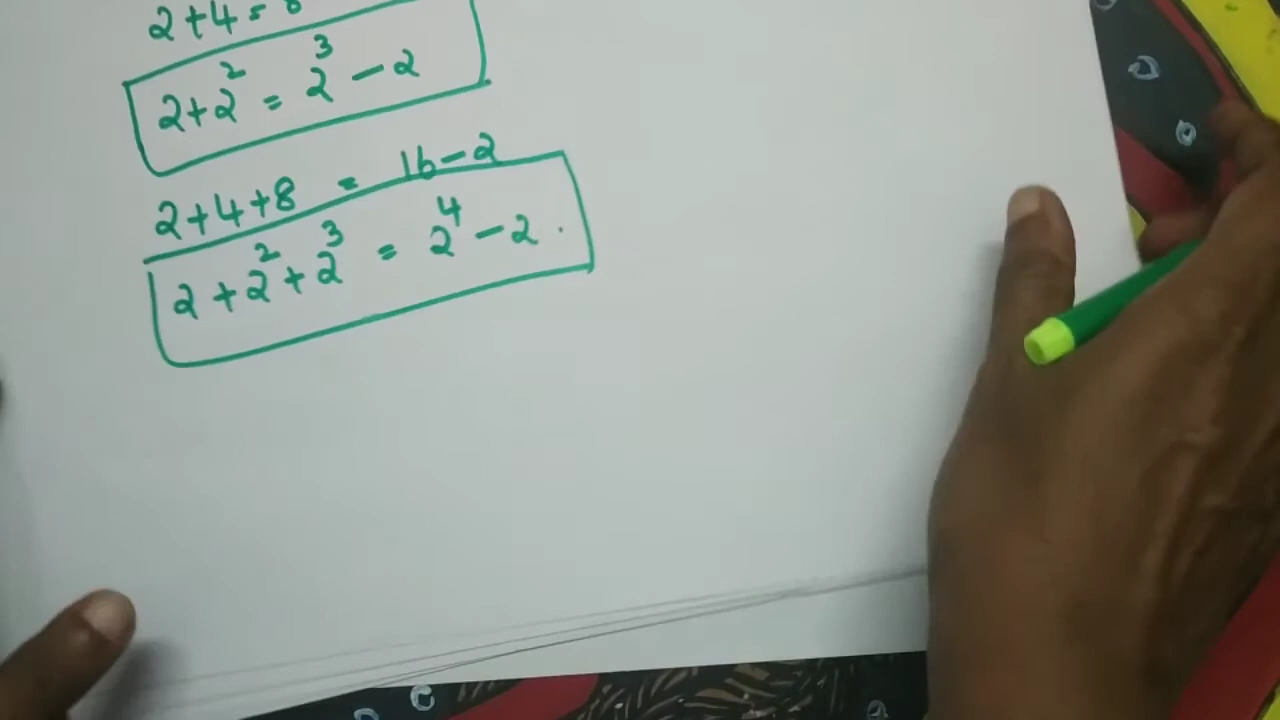 2+4=8
2+2² = 2³ - 2
2+4+8 = 16-2
2+2²+2³ = 2⁴-2.